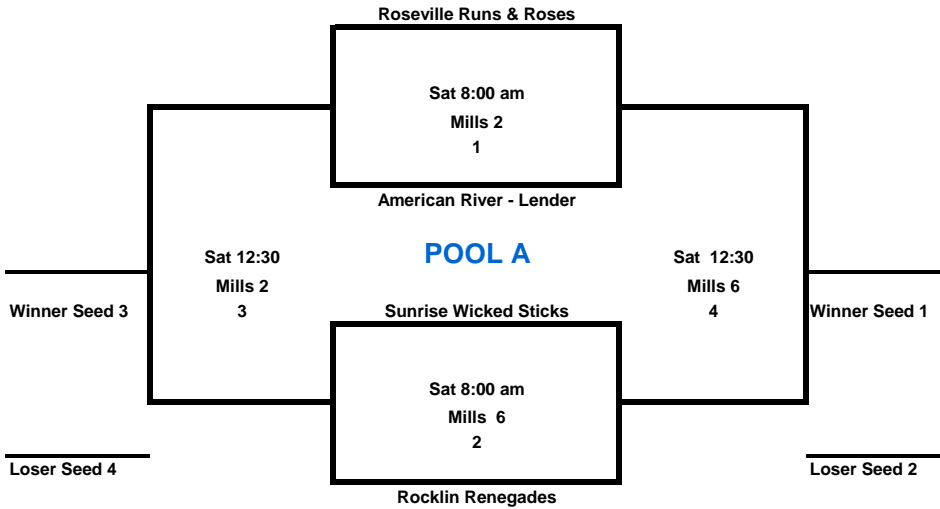 Roseville Runs & Roses
Sat 8:00 am
Mills 2
1
American River - Lender
POOL A
Sat 12:30
Mills 2
3
Sat 12:30
Mills 6
4
Winner Seed 3
Sunrise Wicked Sticks
Winner Seed 1
Sat 8:00 am
Mills 6
2
Loser Seed 4
Loser Seed 2
Rocklin Renegades